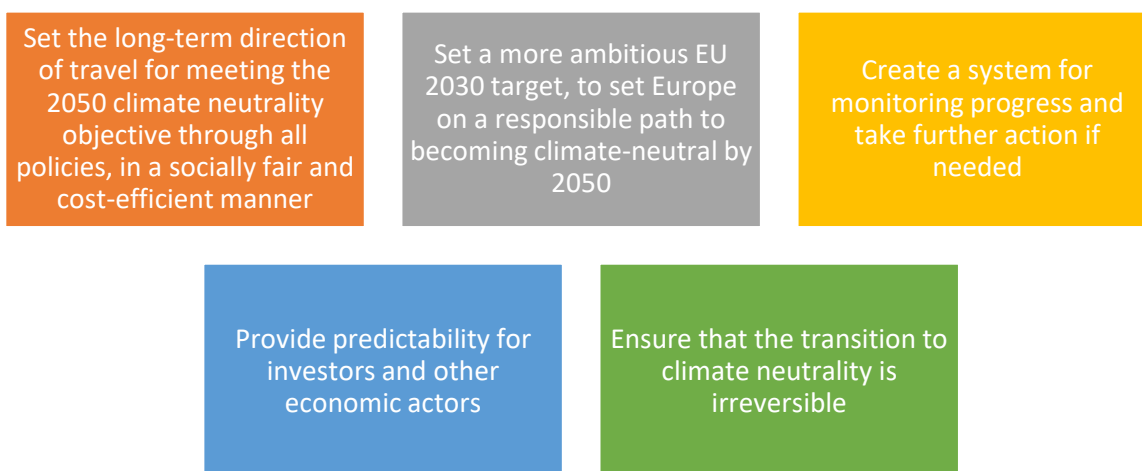 Set the long-term direction
of travel for meeting the
2050 climate neutrality
objective through all
policies, in a socially fair and
cost-efficient manner
Set a more ambitious EU
2030 target, to set Europe
on a responsible path to
becoming climate-neutral by
2050
Create a system for
monitoring progress and
take further action if
needed
Provide predictability for
investors and other
economic actors
Ensure that the transition to
climate neutrality is
irreversible